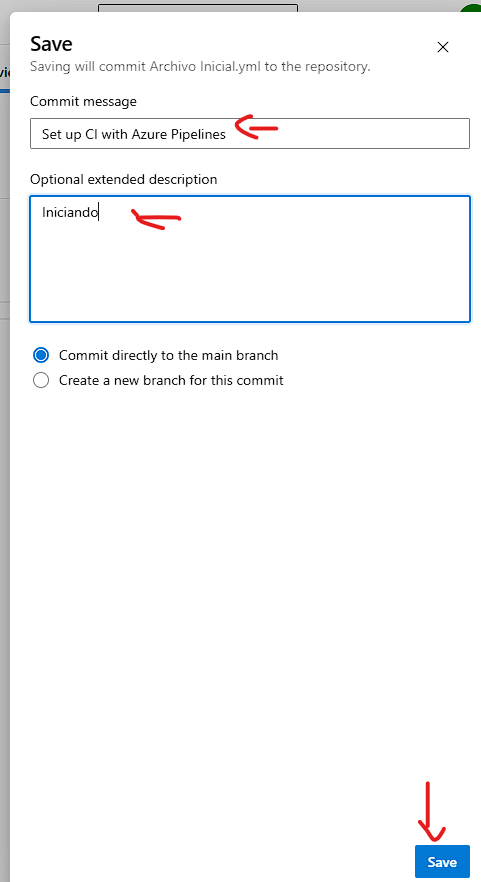 Save
Saving will commit Archivo Inicial.yml to the repository.
Commit message
Set up CI with Azure Pipelines
Optional extended description
Iniciando
Commit directly to the main branch
Create a new branch for this commit
Save